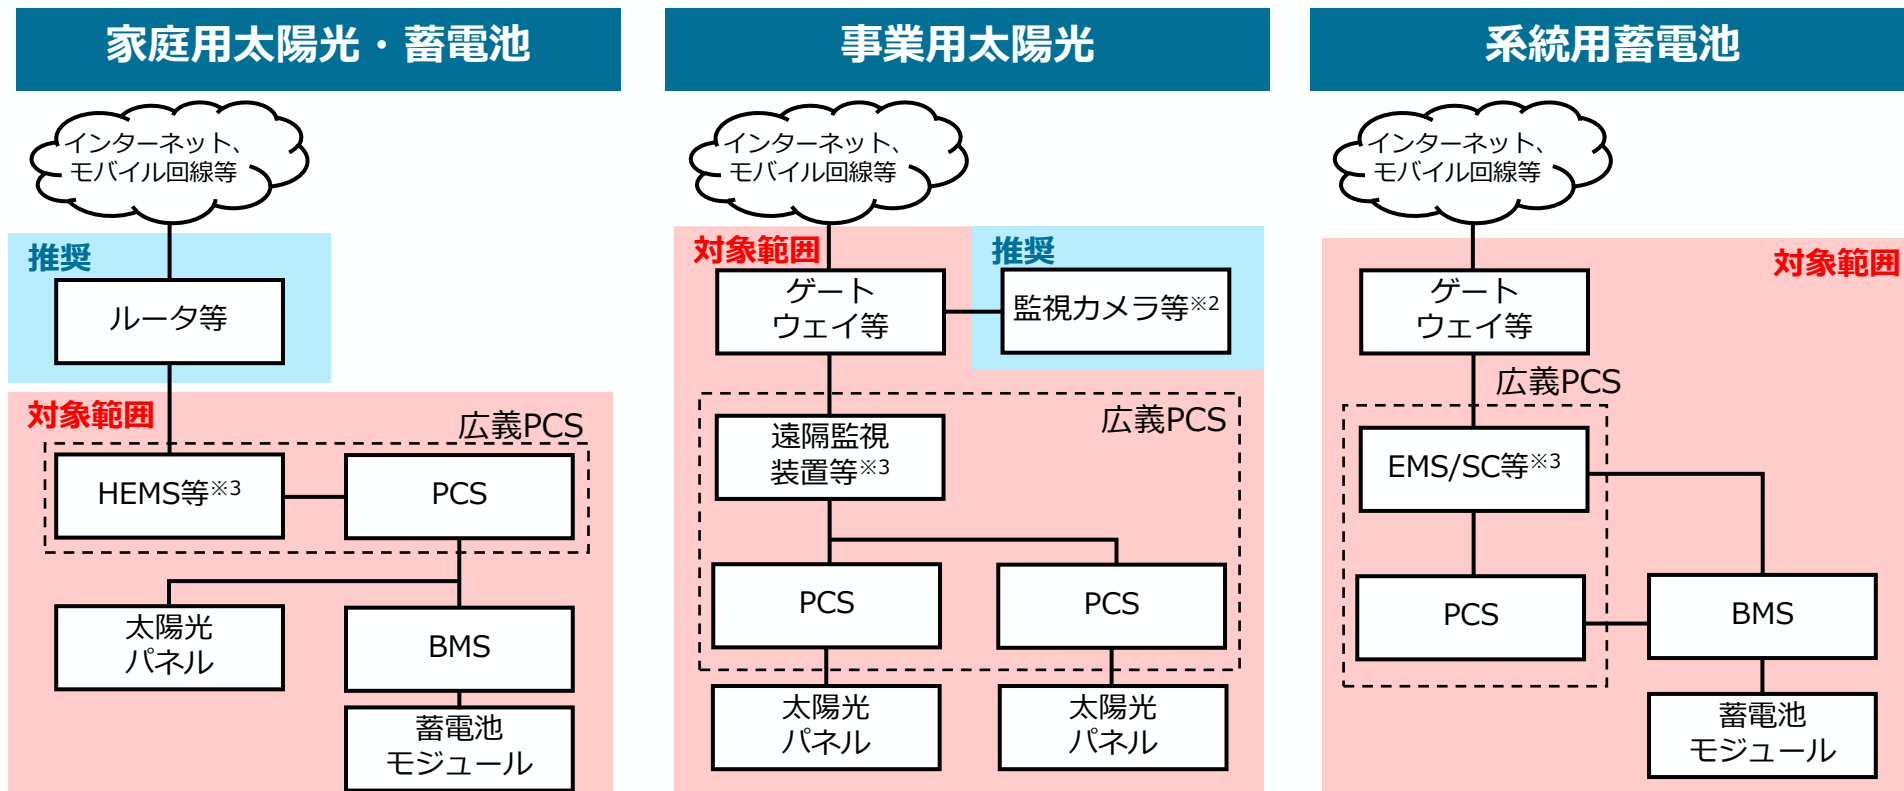 家庭用太陽光・蓄電池
インターネット、
モバイル回線等
推奨
ルータ等
対象範囲
広義PCS
HEMS等※3
PCS
太陽光
パネル
BMS
蓄電池
モジュール
事業用太陽光
インターネット、
モバイル回線等
対象範囲
推奨
ゲート
ウェイ等
監視カメラ等※2
広義PCS
遠隔監視
装置等※3
PCS
PCS
太陽光
パネル
太陽光
パネル
系統用蓄電池
インターネット、
モバイル回線等
対象範囲
ゲート
ウェイ等
広義PCS
EMS/SC等※3
PCS
BMS
蓄電池
モジュール